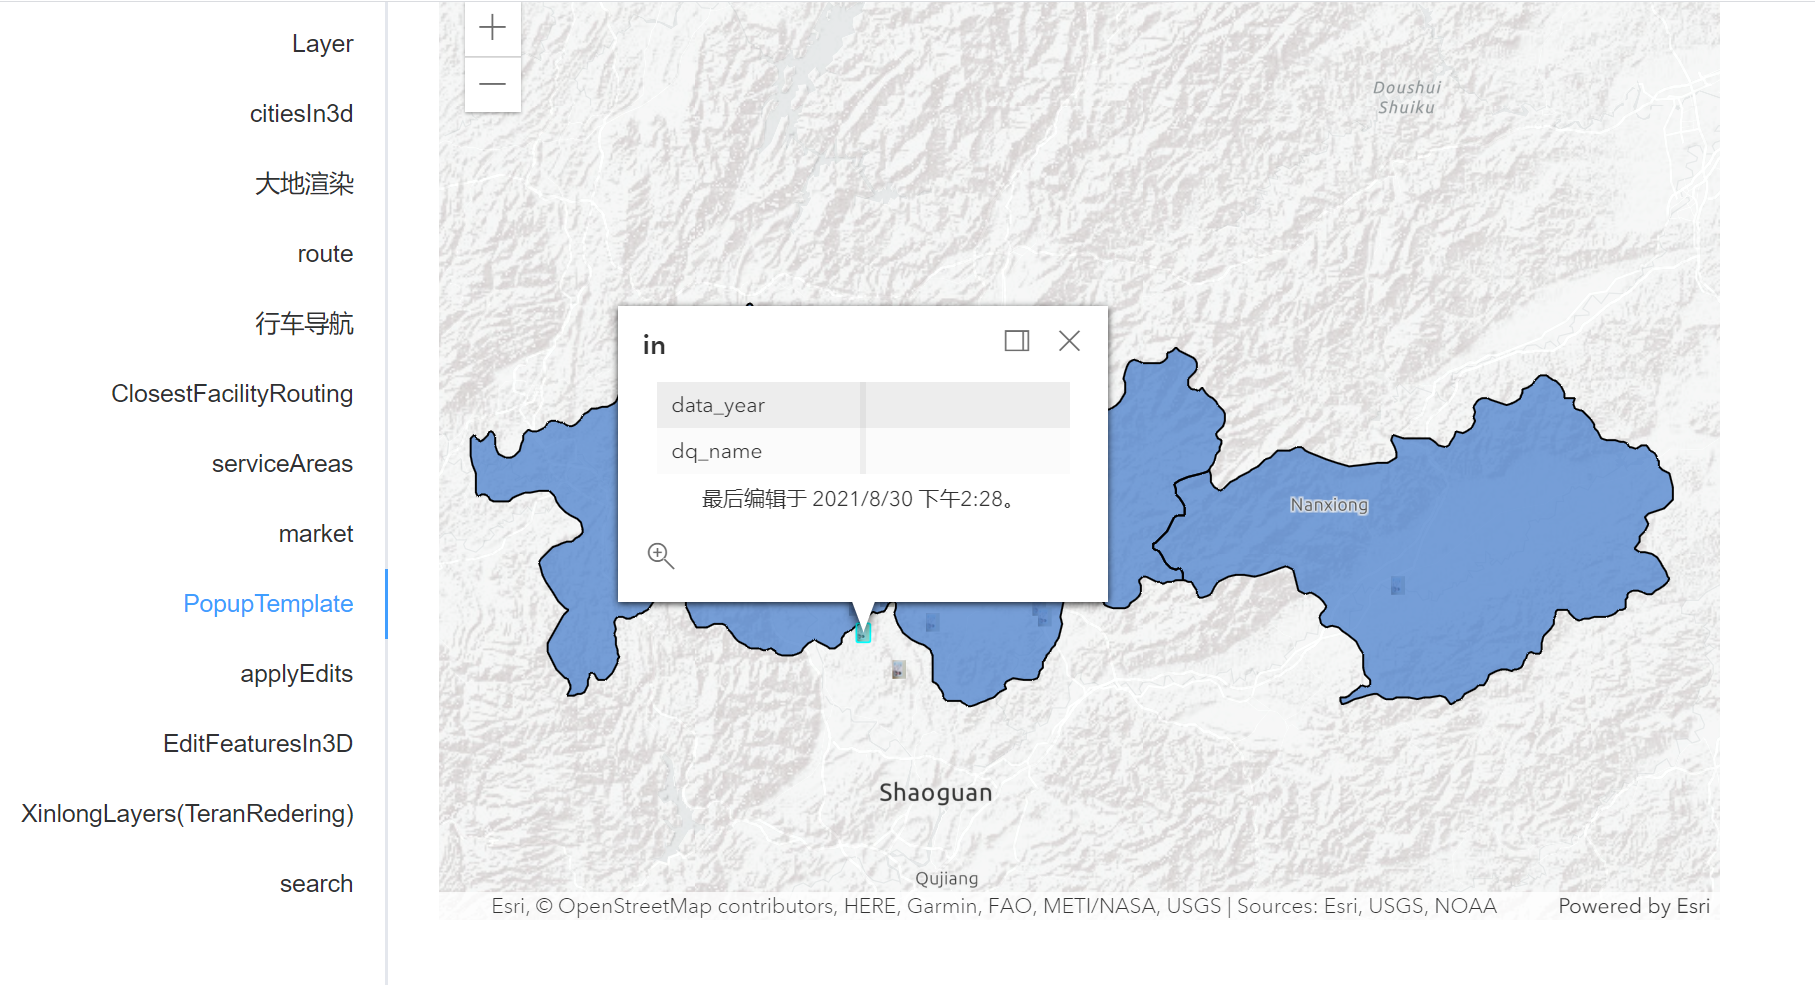 Layer
citiesIn3d
大地渲染
route
行车导航
ClosestFacilityRouting
serviceAreas
market
PopupTemplate
applyEdits
EditFeaturesIn3D
XinlongLayers(TeranRedering)
search
Doushui
Shuiku
in
data_year
dq_name
最后编辑于 2021/8/30 下午2:28。
Nanxiong
Shaoguan
Qujiang
Esri, © OpenStreetMap contributors, HERE, Garmin, FAO, METI/NASA, USGS | Sources: Esri, USGS, NOAA
Powered by Esri